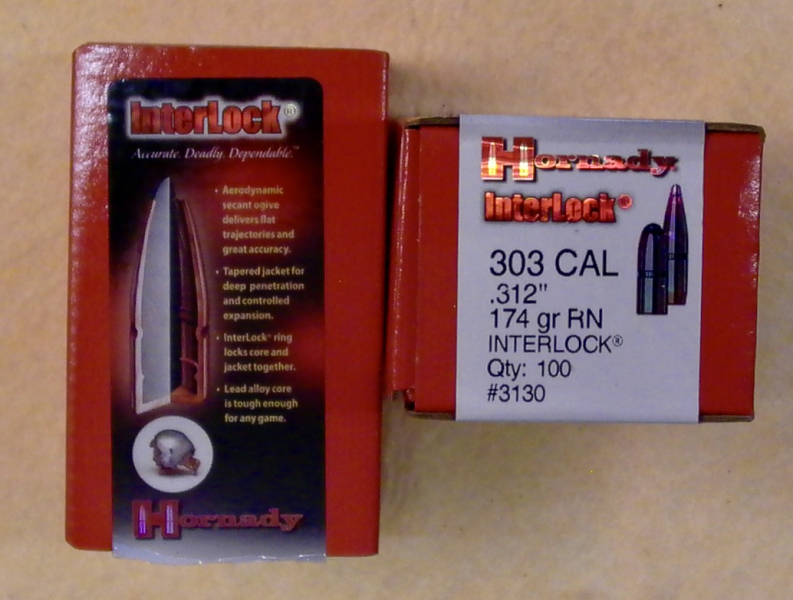 InterLock®
Accurate. Deadly. Dependable.™
• Aerodynamic
secant ogive
delivers flat
trajectories and
great accuracy.
• Tapered jacket for
deep penetration
and controlled
expansion.
• InterLock® ring
locks core and
jacket together.
• Lead alloy core
is tough enough
for any game.
Hornady
Hornady
InterLock®
303 CAL
.312"
174 gr RN
INTERLOCK®
Qty: 100
#3130